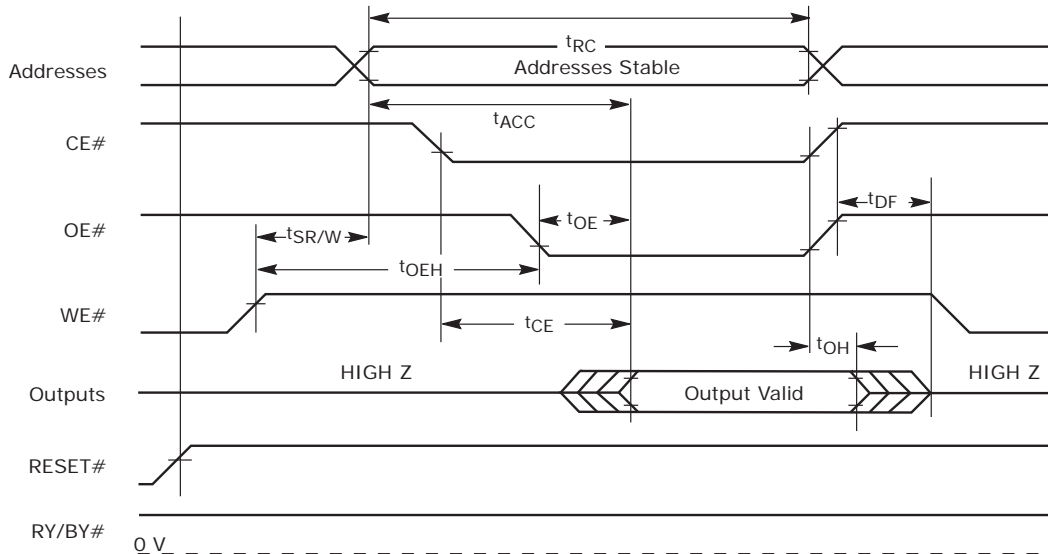 tRC
Addresses
Addresses Stable
tACC
CE#
tDF
OE#
tOE
tSR/W
tOEH
WE#
tCE
tOH
HIGH Z
HIGH Z
Outputs
Output Valid
RESET#
RY/BY#
0 V